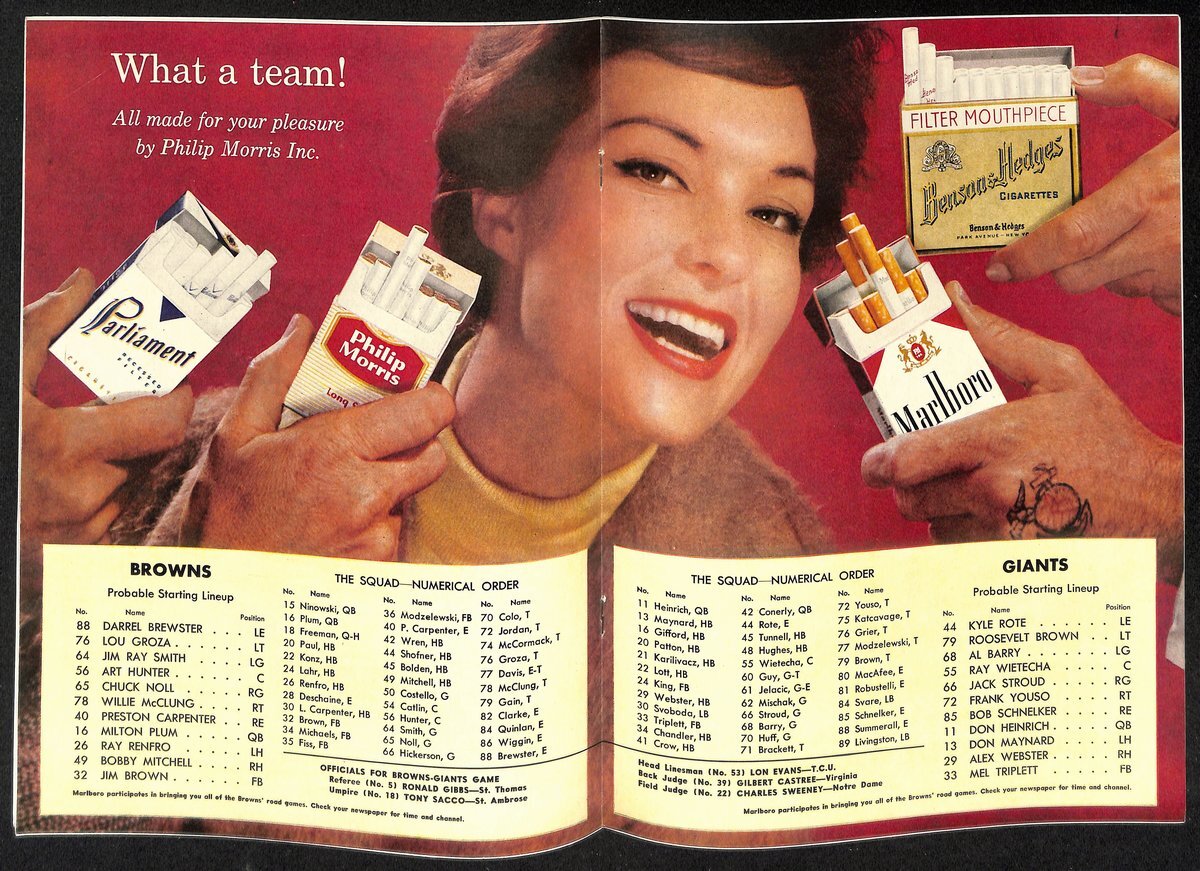 What a team!
All made for your pleasure
by Philip Morris Inc.
Parliament
RECESSED
FILTER
CIGARETTES
Philip
Morris
Long
FILTER MOUTHPIECE
Benson & Hedges
CIGARETTES
Benson & Hedges
PARK AVENUE—NEW YO
Marlboro
BROWNS
Probable Starting Lineup
No. Name Position
88 DARREL BREWSTER . . . LE
76 LOU GROZA . . . . . . LT
64 JIM RAY SMITH . . . . . LG
56 ART HUNTER . . . . . . C
65 CHUCK NOLL . . . . . . RG
78 WILLIE McCLUNG . . . . . RT
40 PRESTON CARPENTER . . RE
16 MILTON PLUM . . . . . . QB
26 RAY RENFRO . . . . . . LH
49 BOBBY MITCHELL . . . . RH
32 JIM BROWN . . . . . . . FB
THE SQUAD—NUMERICAL ORDER
No. Name
15 Ninowski, QB
16 Plum, QB
18 Freeman, Q-H
20 Paul, HB
22 Konz, HB
24 Lahr, HB
26 Renfro, HB
28 Deschaine, E
30 L. Carpenter, HB
32 Brown, FB
34 Michaels, FB
35 Fiss, FB
No. Name
36 Modzelewski, FB
40 P. Carpenter, E
42 Wren, HB
44 Shofner, HB
45 Bolden, HB
49 Mitchell, HB
50 Costello, G
54 Catlin, C
56 Hunter, C
64 Smith, G
65 Noll, G
66 Hickerson, G
No. Name
70 Colo, T
72 Jordan, T
74 McCormack, T
76 Groza, T
77 Davis, E-T
78 McClung, T
79 Gain, T
82 Clarke, E
84 Quinlan, E
86 Wiggin, E
88 Brewster, E
OFFICIALS FOR BROWNS-GIANTS GAME
Referee (No. 5) RONALD GIBBS—St. Thomas
Umpire (No. 18) TONY SACCO—St. Ambrose
Marlboro participates in bringing you all of the Browns' road games. Check your newspaper for time and channel.
THE SQUAD—NUMERICAL ORDER
No. Name
11 Heinrich, QB
13 Maynard, HB
16 Gifford, HB
20 Patton, HB
21 Karilivacz, HB
22 Lott, HB
24 King, FB
29 Webster, HB
30 Svoboda, LB
33 Triplett, FB
34 Chandler, HB
41 Crow, HB
No. Name
42 Conerly, QB
44 Rote, E
45 Tunnell, HB
48 Hughes, HB
55 Wietecha, C
60 Guy, G-T
61 Jelacic, G-E
62 Mischak, G
66 Stroud, G
68 Barry, G
70 Huff, G
71 Brackett, T
No. Name
72 Youso, T
75 Katcavage, T
76 Grier, T
77 Modzelewski, T
79 Brown, T
80 MacAfee, E
81 Robustelli, E
84 Svare, LB
85 Schnelker, E
88 Summerall, E
89 Livingston, LB
Head Linesman (No. 53) LON EVANS—T.C.U.
Back Judge (No. 39) GILBERT CASTREE—Virginia
Field Judge (No. 22) CHARLES SWEENEY—Notre Dame
GIANTS
Probable Starting Lineup
No. Name Position
44 KYLE ROTE . . . . . . . LE
79 ROOSEVELT BROWN . . . LT
68 AL BARRY . . . . . . . LG
55 RAY WIETECHA . . . . . C
66 JACK STROUD . . . . . RG
72 FRANK YOUSO . . . . . RT
85 BOB SCHNELKER . . . . RE
11 DON HEINRICH . . . . . QB
13 DON MAYNARD . . . . . LH
29 ALEX WEBSTER . . . . . RH
33 MEL TRIPLETT . . . . . FB
Marlboro participates in bringing you all of the Browns' road games. Check your newspaper for time and channel.